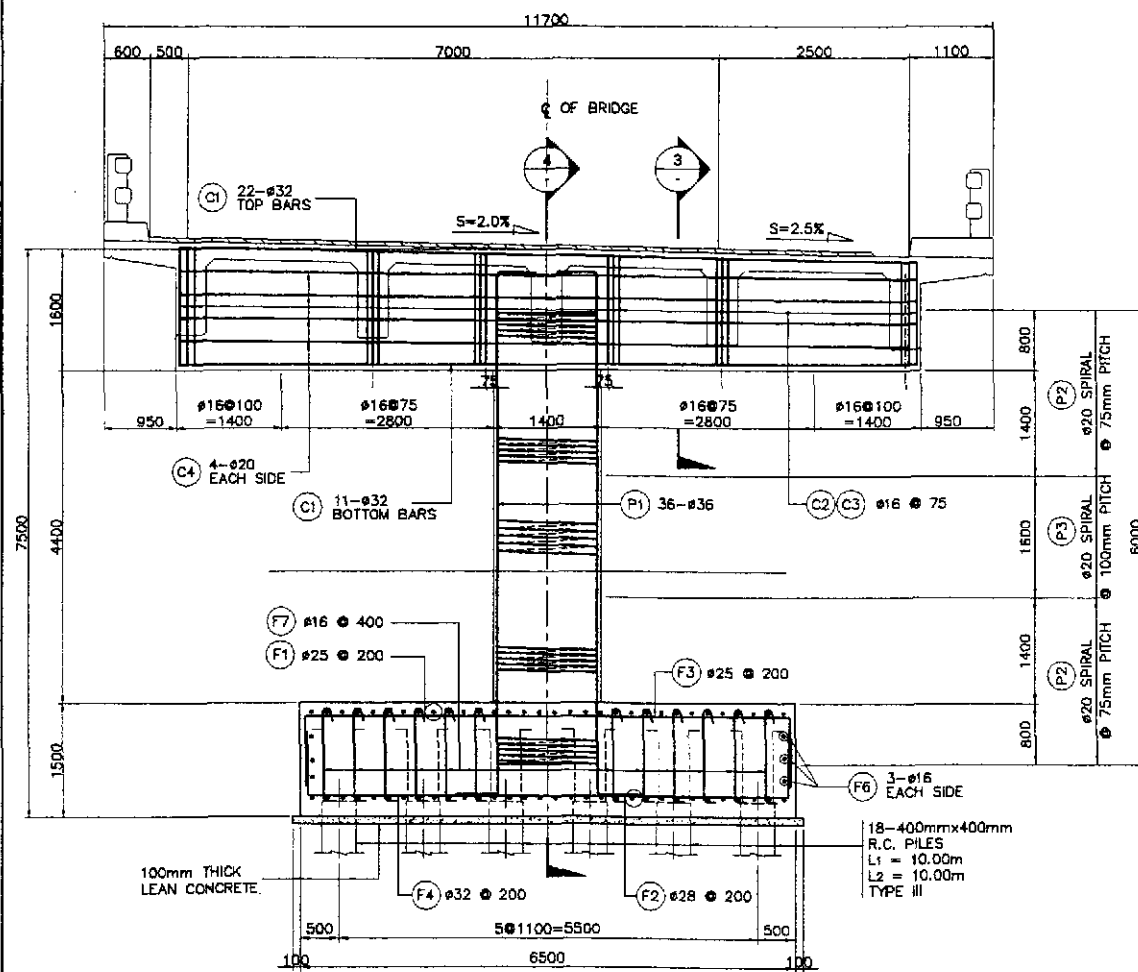 11700
600 500 7000 2500 1100
℄ OF BRIDGE
4
-
3
-
C1 22-ø32
TOP BARS
S=2.0%
S=2.5%
1600
4400
1500
7500
75 75
ø16@100
=1400
ø16@75
=2800
1400
ø16@75
=2800
ø16@100
=1400
950
950
C4 4-ø20
EACH SIDE
C1 11-ø32
BOTTOM BARS
P1 36-ø36
C2 C3 ø16 @ 75
800
1400
1600
1400
800
P2 ø20 SPIRAL
@ 75mm PITCH
P3 ø20 SPIRAL
@ 100mm PITCH
P2 ø20 SPIRAL
@ 75mm PITCH
6000
F7 ø16 @ 400
F1 ø25 @ 200
F3 ø25 @ 200
F6 3-ø16
EACH SIDE
18-400mmx400mm
R.C. PILES
L1 = 10.00m
L2 = 10.00m
TYPE III
100mm THICK
LEAN CONCRETE
F4 ø32 @ 200
F2 ø28 @ 200
500 5@1100=5500 500
100 6500 100